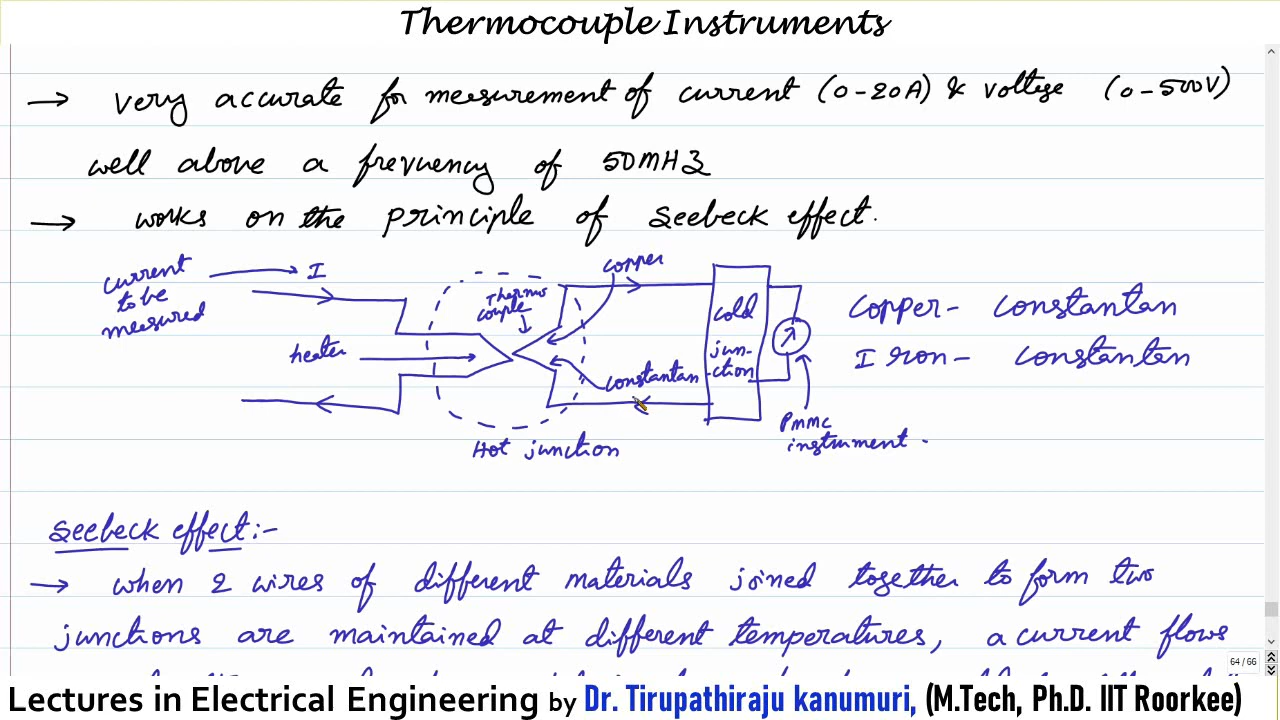 Thermocouple Instruments
→ very accurate for measurement of current (0-20A) & voltage (0-500V)
well above a frequency of 50MHz
→ works on the principle of seebeck effect.
current to be measured
I
heater
Thermo couple
copper
constantan
Hot junction
cold jun-ction
PMMC instrument
copper - constantan
Iron - constantan
Seebeck effect:-
→ when 2 wires of different materials joined together to form two
junctions are maintained at different temperatures, a current flows
64 / 66
Lectures in Electrical Engineering by Dr. Tirupathiraju kanumuri, (M.Tech, Ph.D. IIT Roorkee)